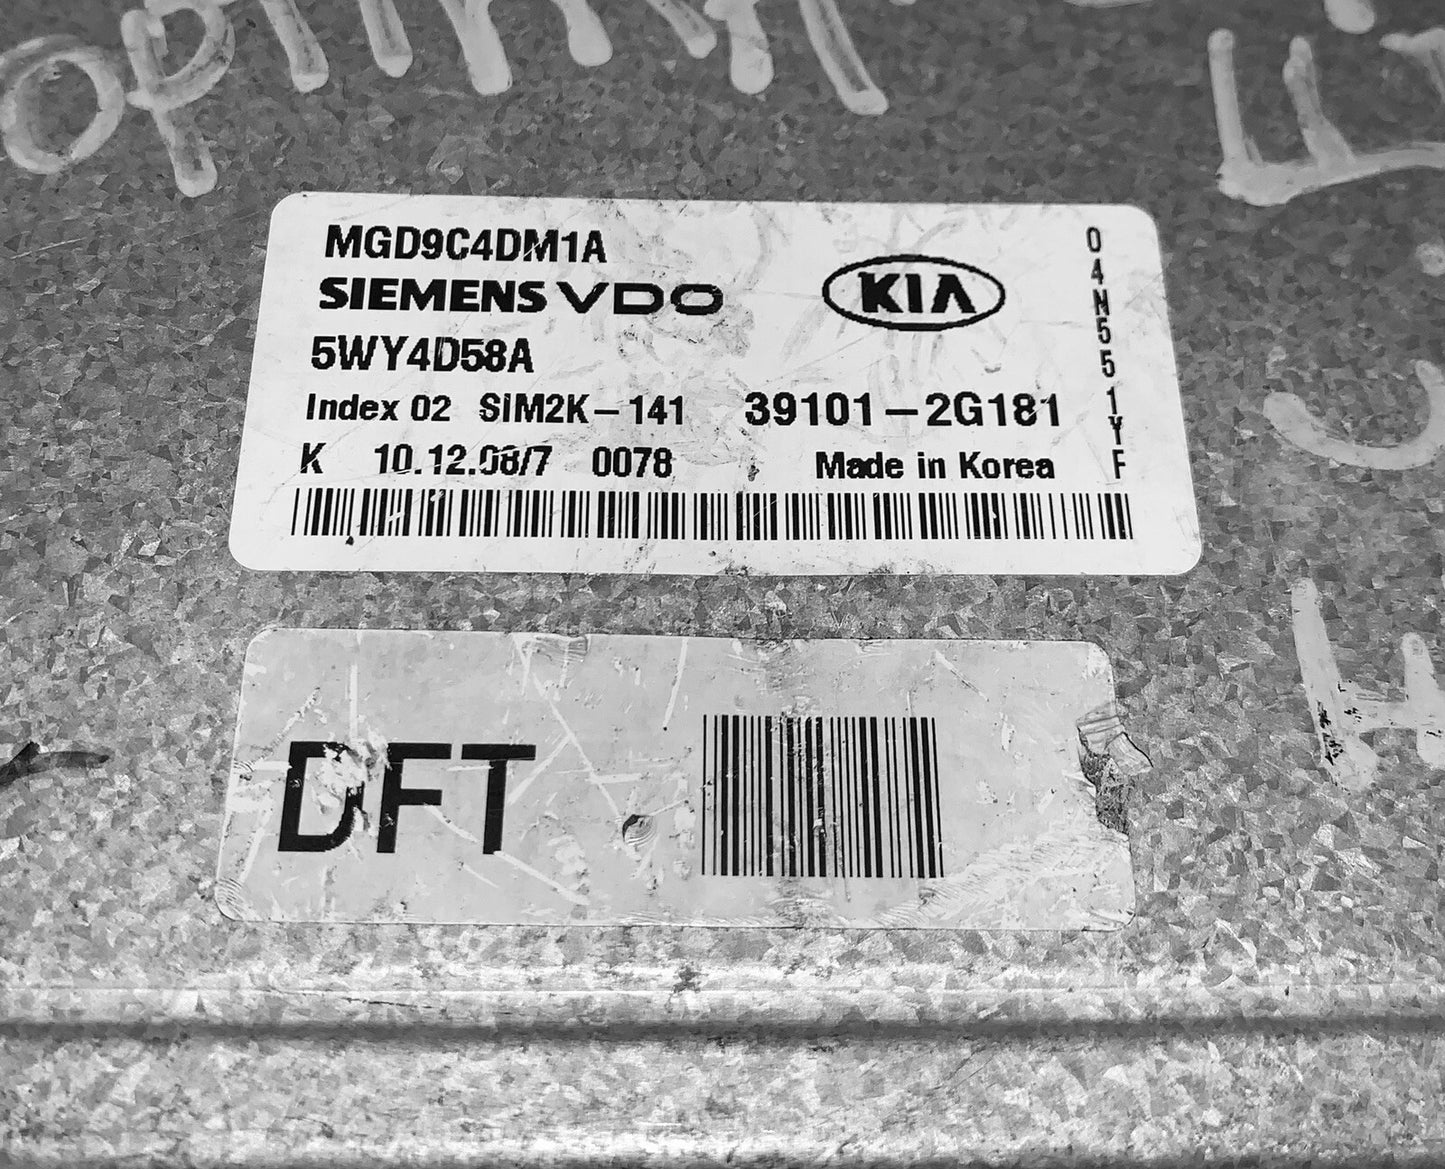 OPTIMA
MGD9C4DM1A
SIEMENS VDO
KIA
5WY4D58A
Index 02 SIM2K-141 39101-2G181
K 10.12.08/7 0078 Made in Korea
04N551YF
DFT